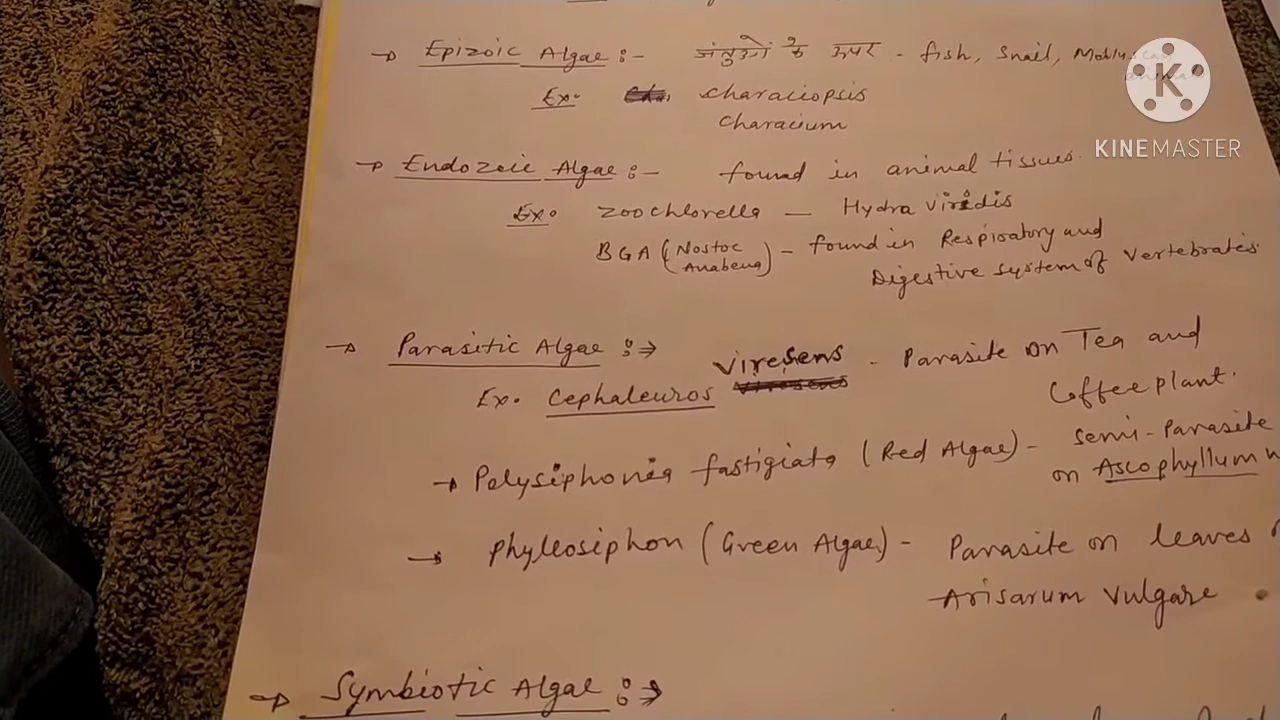 → Epizoic Algae :- जंतुओं के ऊपर - fish, Snail,
Ex. Characiopsis
Characium
KINEMASTER
→ Endozoic Algae :- found in animal tissues.
Ex. Zoochlorella — Hydra viridis
BGA (Nostoc Anabena) - found in Respiratory and
Digestive system of Vertebrates
→ Parasitic Algae :⇒
Ex. Cephaleuros Viresens - Parasite on Tea and
Coffee plant.
→ Polysiphonia fastigiata (Red Algae) - Semi-Parasite
on Ascophyllum
→ Phyllosiphon (Green Algae) - Parasite on leaves
Arisarum vulgare
→ Symbiotic Algae :⇒